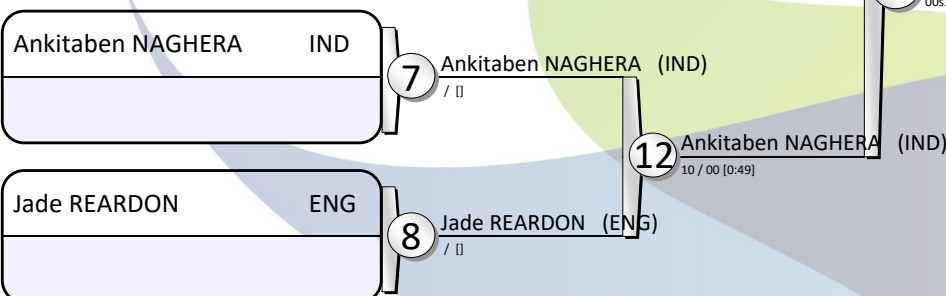 00s
Ankitaben NAGHERA IND
7
Ankitaben NAGHERA (IND)
/ []
12
Ankitaben NAGHERA (IND)
10 / 00 [0:49]
Jade REARDON ENG
8
Jade REARDON (ENG)
/ []